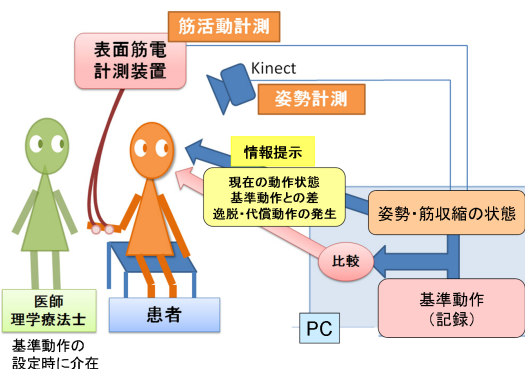 筋活動計測
表面筋電
計測装置
Kinect
姿勢計測
情報提示
現在の動作状態
基準動作との差
逸脱・代償動作の発生
姿勢・筋収縮の状態
比較
基準動作
（記録）
医師
理学療法士
患者
PC
基準動作の
設定時に介在